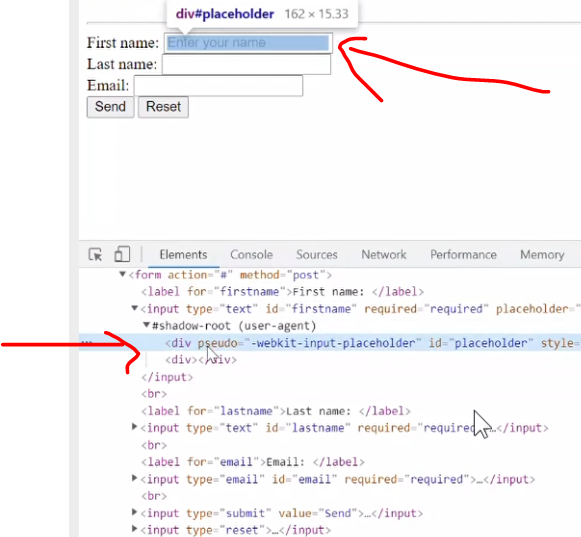 div#placeholder 162 × 15.33
First name: Enter your name
Last name:
Email:
Send Reset
Elements Console Sources Network Performance Memory
▼<form action="#" method="post">
<label for="firstname">First name: </label>
▼<input type="text" id="firstname" required="required" placeholder="
▼#shadow-root (user-agent)
<div pseudo="-webkit-input-placeholder" id="placeholder" style=
<div></div>
</input>
<br>
<label for="lastname">Last name: </label>
▶<input type="text" id="lastname" required="required…</input>
<br>
<label for="email">Email: </label>
▶<input type="email" id="email" required="required">…</input>
<br>
▶<input type="submit" value="Send">…</input>
▶<input type="reset">…</input>